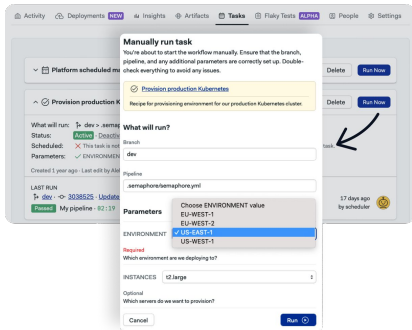 Activity
Deployments NEW
Insights
Artifacts
Tasks
Flaky Tests ALPHA
People
Settings
Manually run task
You're about to start the workflow manually. Ensure that the branch,
pipeline, and any additional parameters are correctly set up. Double-
check everything to avoid any issues.
Platform scheduled ma
Delete
Run Now
Provision production Kubernetes
Recipe for provisioning environment for our production Kubernetes cluster.
Provision production K
Delete
Run Now
What will run: dev > .semap
Status: Active · Deactiv
Scheduled: This task is not
task.
Parameters: ENVIRONMEN
Created 1 year ago · Last edit by Alek
LAST RUN
dev · 3038525 · Update
Passed My pipeline · 02:19
17 days ago
by scheduler
What will run?
Branch
dev
Pipeline
.semaphore/semaphore.yml
Parameters
Choose ENVIRONMENT value
EU-WEST-1
EU-WEST-2
ENVIRONMENT
✓ US-EAST-1
US-WEST-1
Required
Which environment are we deploying to?
INSTANCES
t2.large
Optional
Which servers do we want to provision?
Cancel
Run